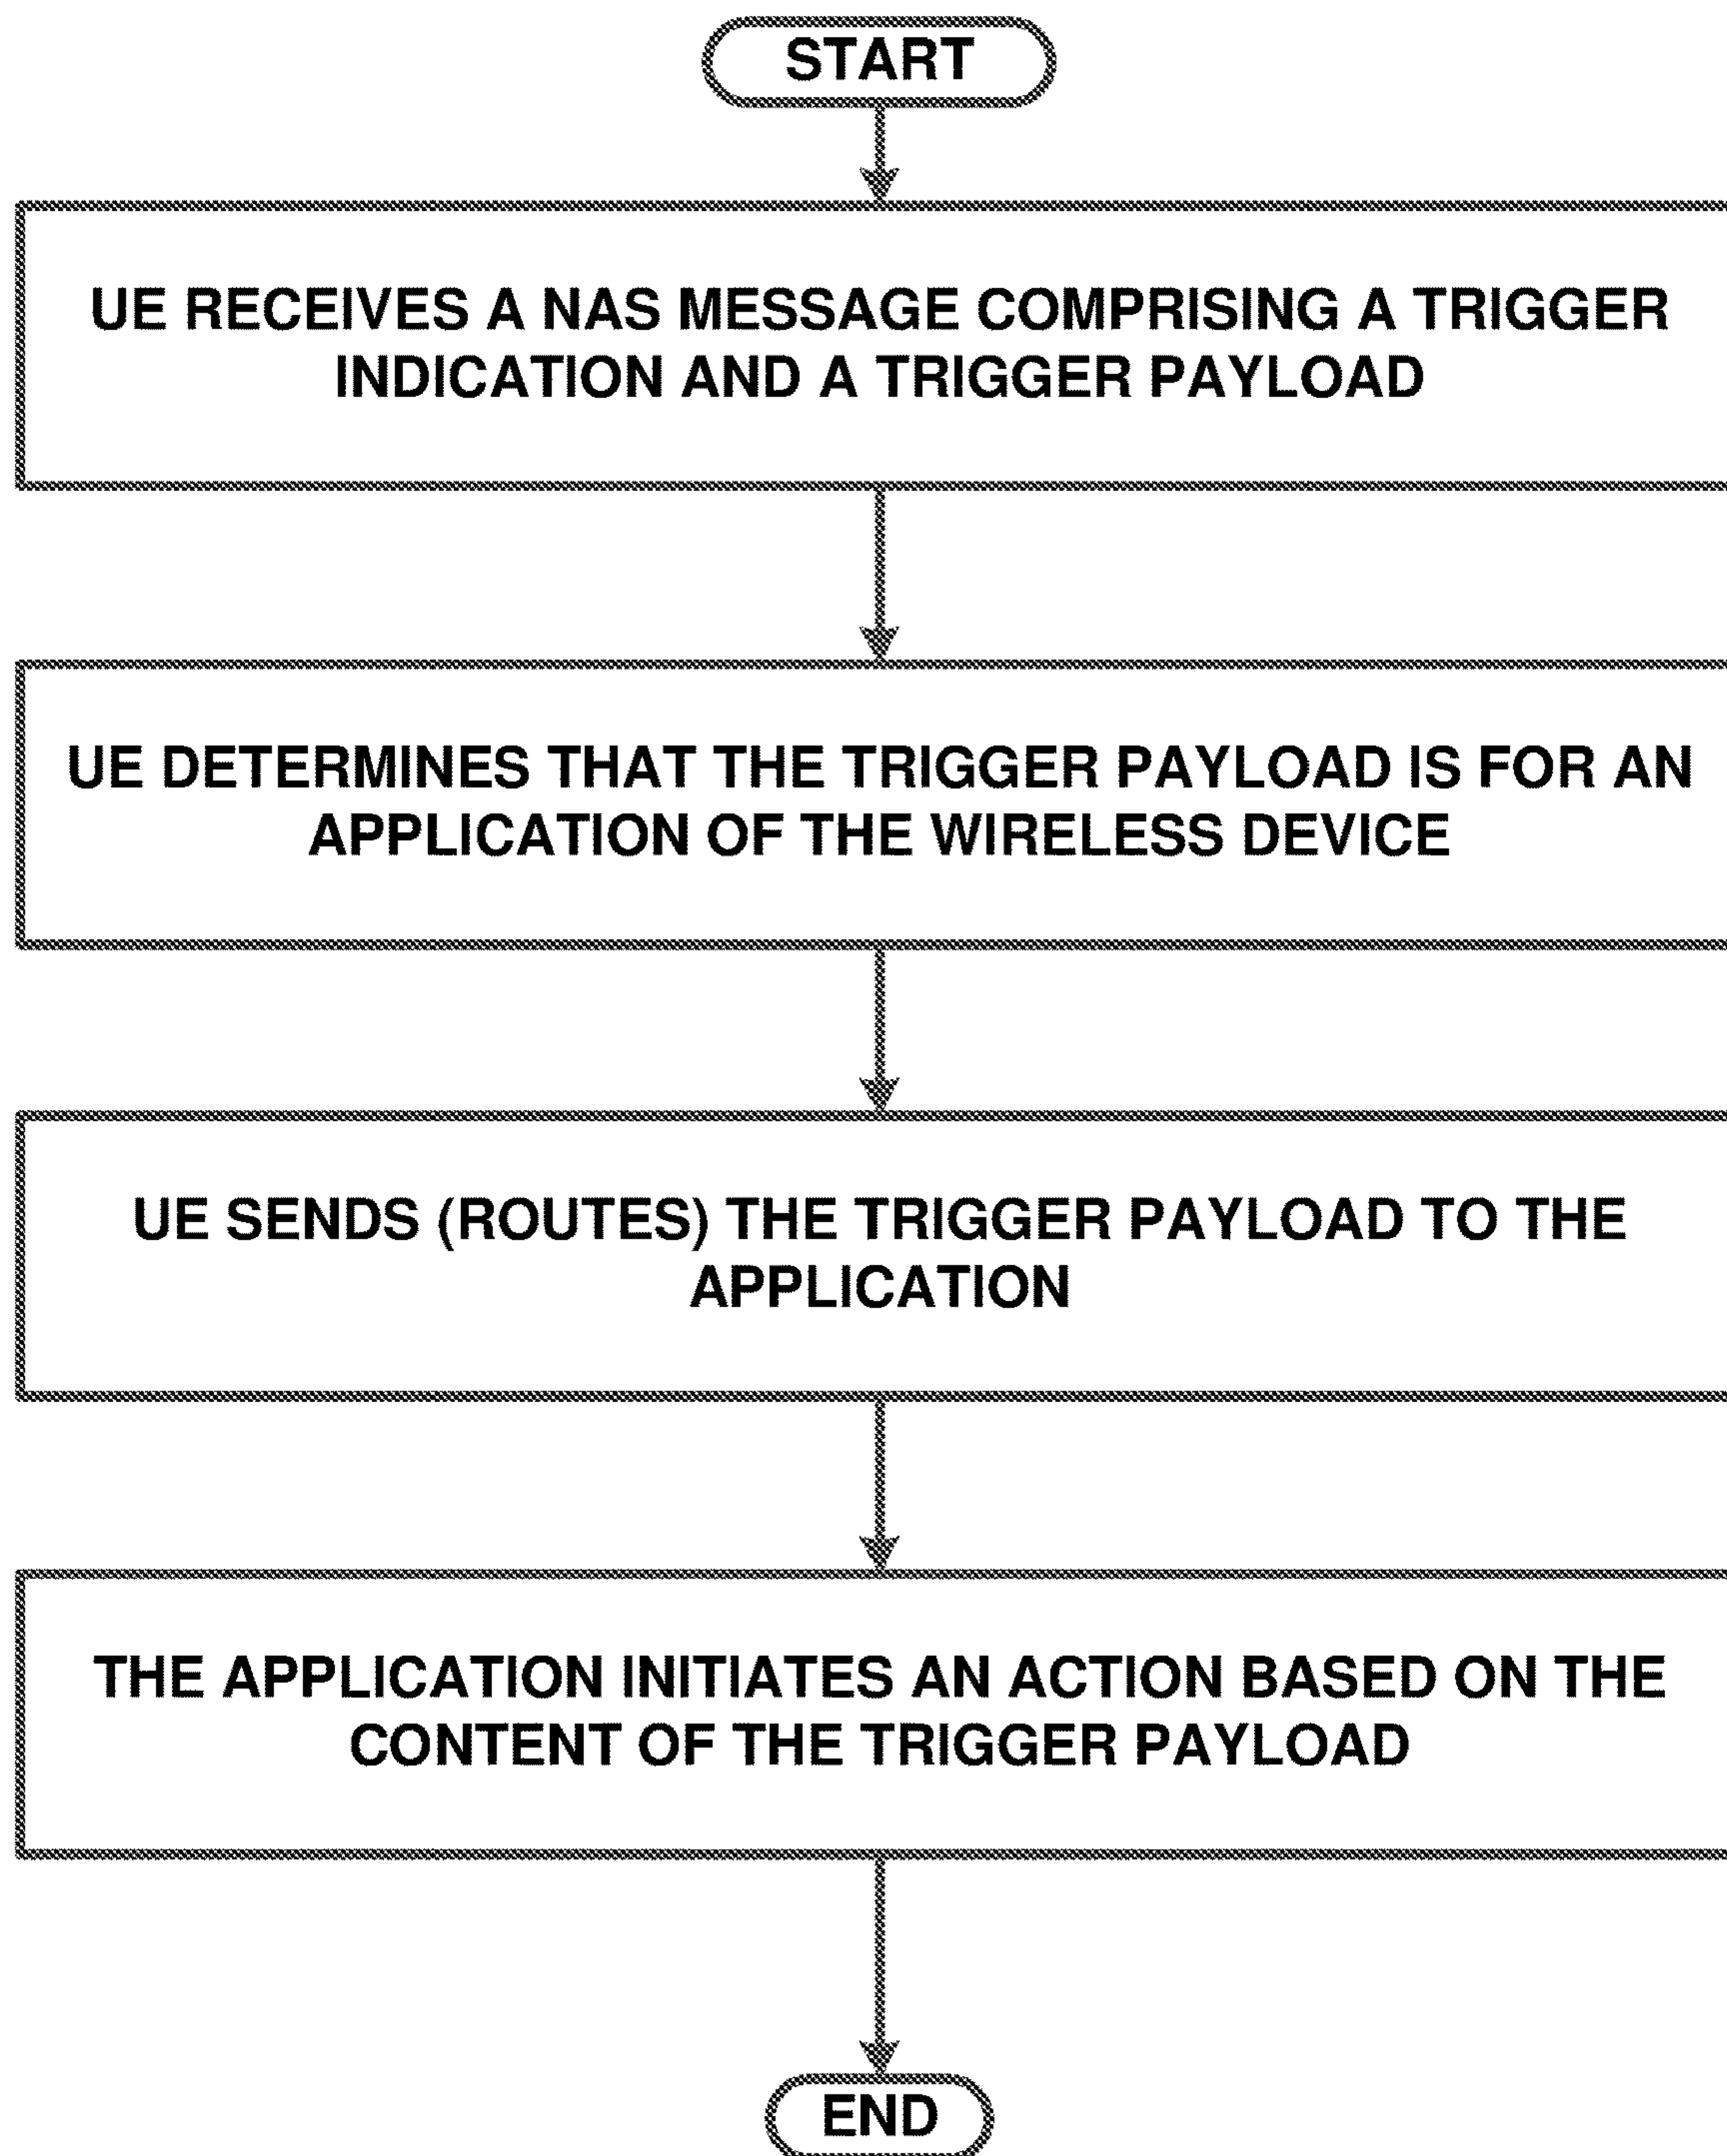 START
UE RECEIVES A NAS MESSAGE COMPRISING A TRIGGER
INDICATION AND A TRIGGER PAYLOAD
UE DETERMINES THAT THE TRIGGER PAYLOAD IS FOR AN
APPLICATION OF THE WIRELESS DEVICE
UE SENDS (ROUTES) THE TRIGGER PAYLOAD TO THE
APPLICATION
THE APPLICATION INITIATES AN ACTION BASED ON THE
CONTENT OF THE TRIGGER PAYLOAD
END